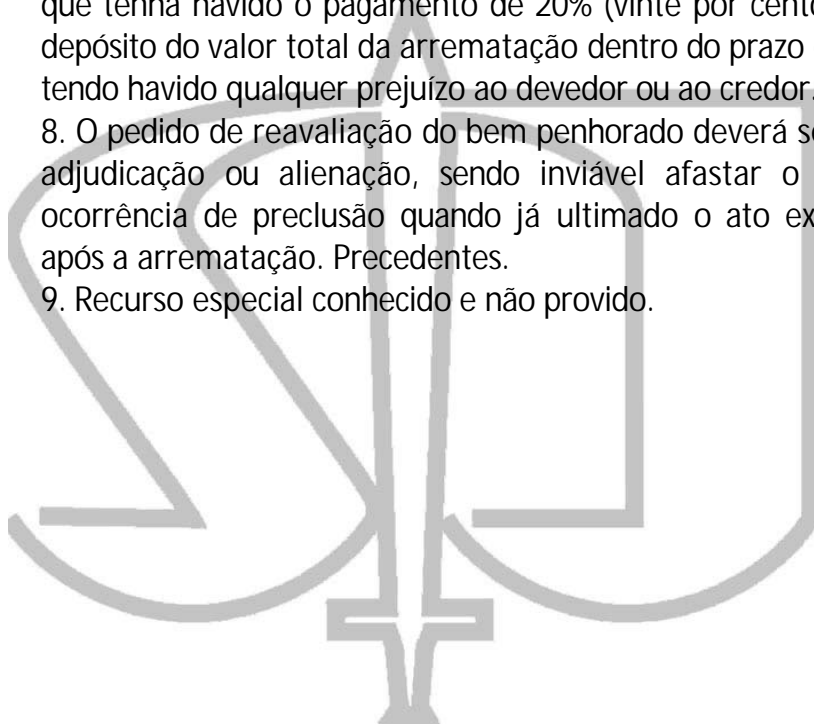 que tenha havido o pagamento de 20% (vinte por cento
depósito do valor total da arrematação dentro do prazo
tendo havido qualquer prejuízo ao devedor ou ao credor.
8. O pedido de reavaliação do bem penhorado deverá
adjudicação ou alienação, sendo inviável afastar o
ocorrência de preclusão quando já ultimado o ato
após a arrematação. Precedentes.
9. Recurso especial conhecido e não provido.